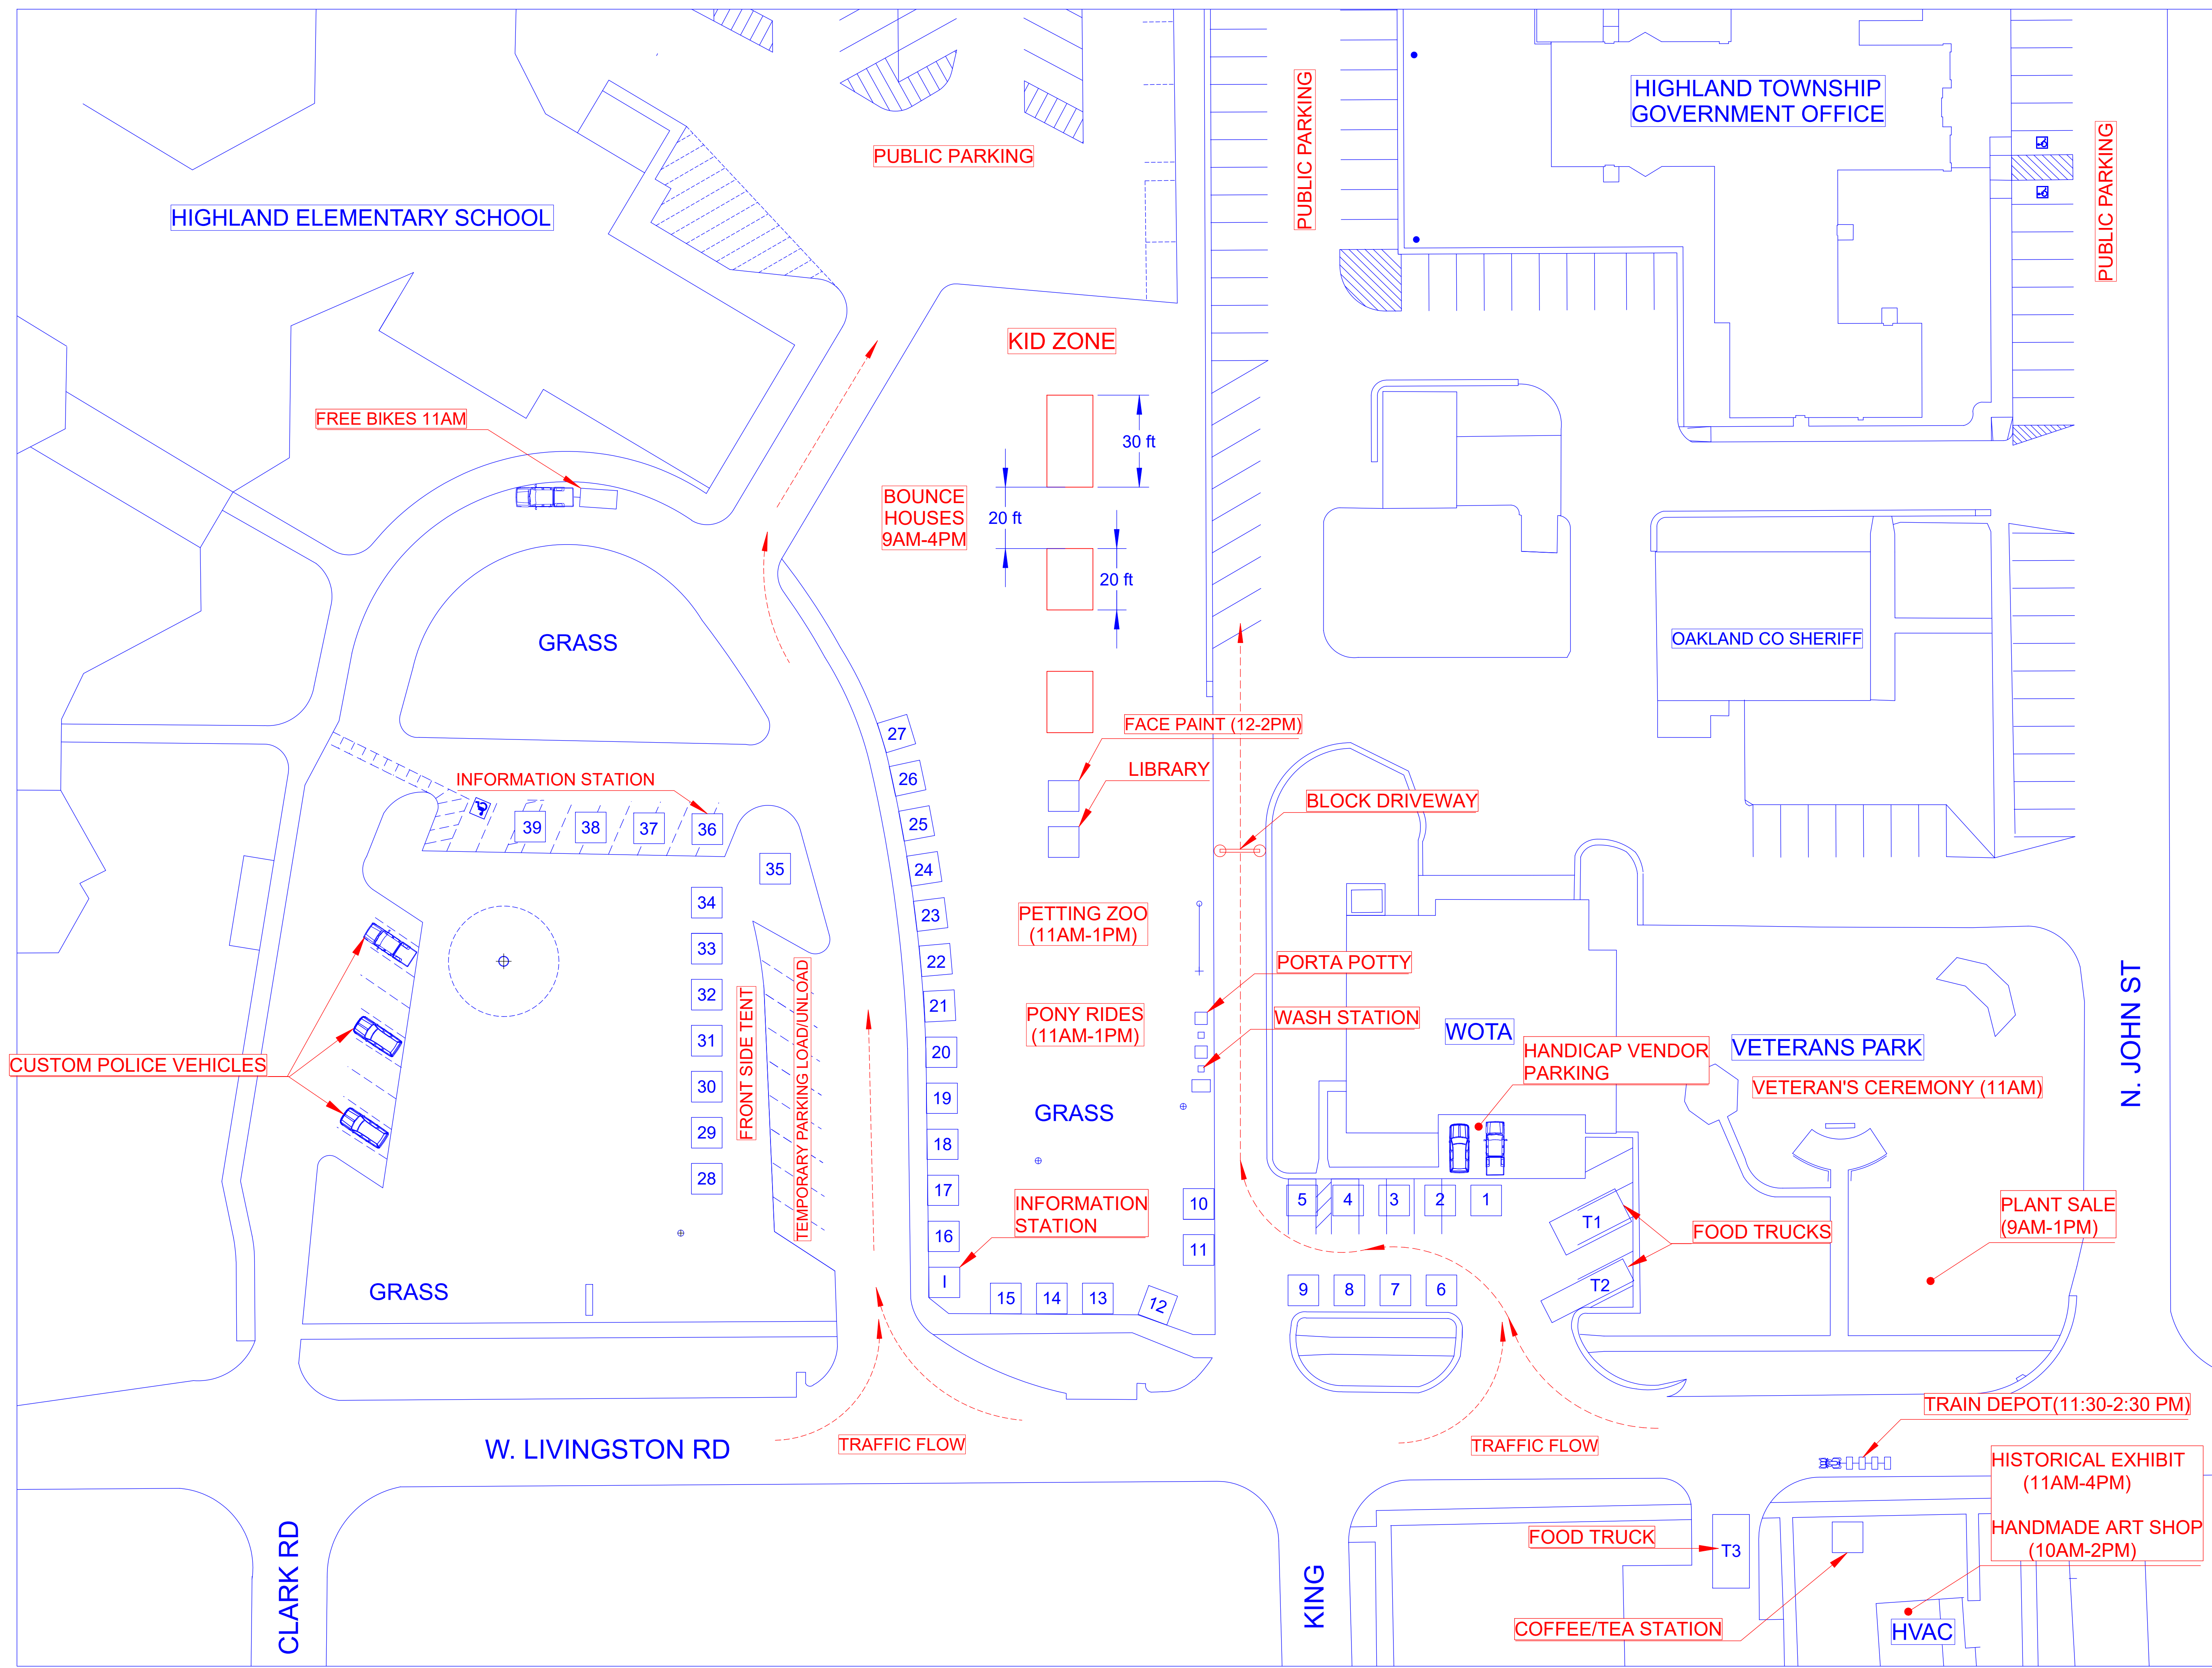 HIGHLAND TOWNSHIP
GOVERNMENT OFFICE
PUBLIC PARKING
PUBLIC PARKING
PUBLIC PARKING
HIGHLAND ELEMENTARY SCHOOL
KID ZONE
FREE BIKES 11AM
30 ft
BOUNCE
HOUSES
9AM-4PM
20 ft
20 ft
GRASS
OAKLAND CO SHERIFF
FACE PAINT (12-2PM)
LIBRARY
INFORMATION STATION
BLOCK DRIVEWAY
27
26
25
24
23
22
21
20
19
18
17
16
I
39
38
37
36
35
34
33
32
31
30
29
28
PETTING ZOO
(11AM-1PM)
PORTA POTTY
WASH STATION
PONY RIDES
(11AM-1PM)
GRASS
CUSTOM POLICE VEHICLES
FRONT SIDE TENT
TEMPORARY PARKING LOAD/UNLOAD
WOTA
HANDICAP VENDOR
PARKING
VETERANS PARK
VETERAN'S CEREMONY (11AM)
N. JOHN ST
INFORMATION
STATION
10
11
5
4
3
2
1
T1
T2
FOOD TRUCKS
PLANT SALE
(9AM-1PM)
GRASS
15
14
13
12
9
8
7
6
TRAIN DEPOT(11:30-2:30 PM)
W. LIVINGSTON RD
TRAFFIC FLOW
TRAFFIC FLOW
HISTORICAL EXHIBIT
(11AM-4PM)
HANDMADE ART SHOP
(10AM-2PM)
FOOD TRUCK
T3
CLARK RD
KING
COFFEE/TEA STATION
HVAC